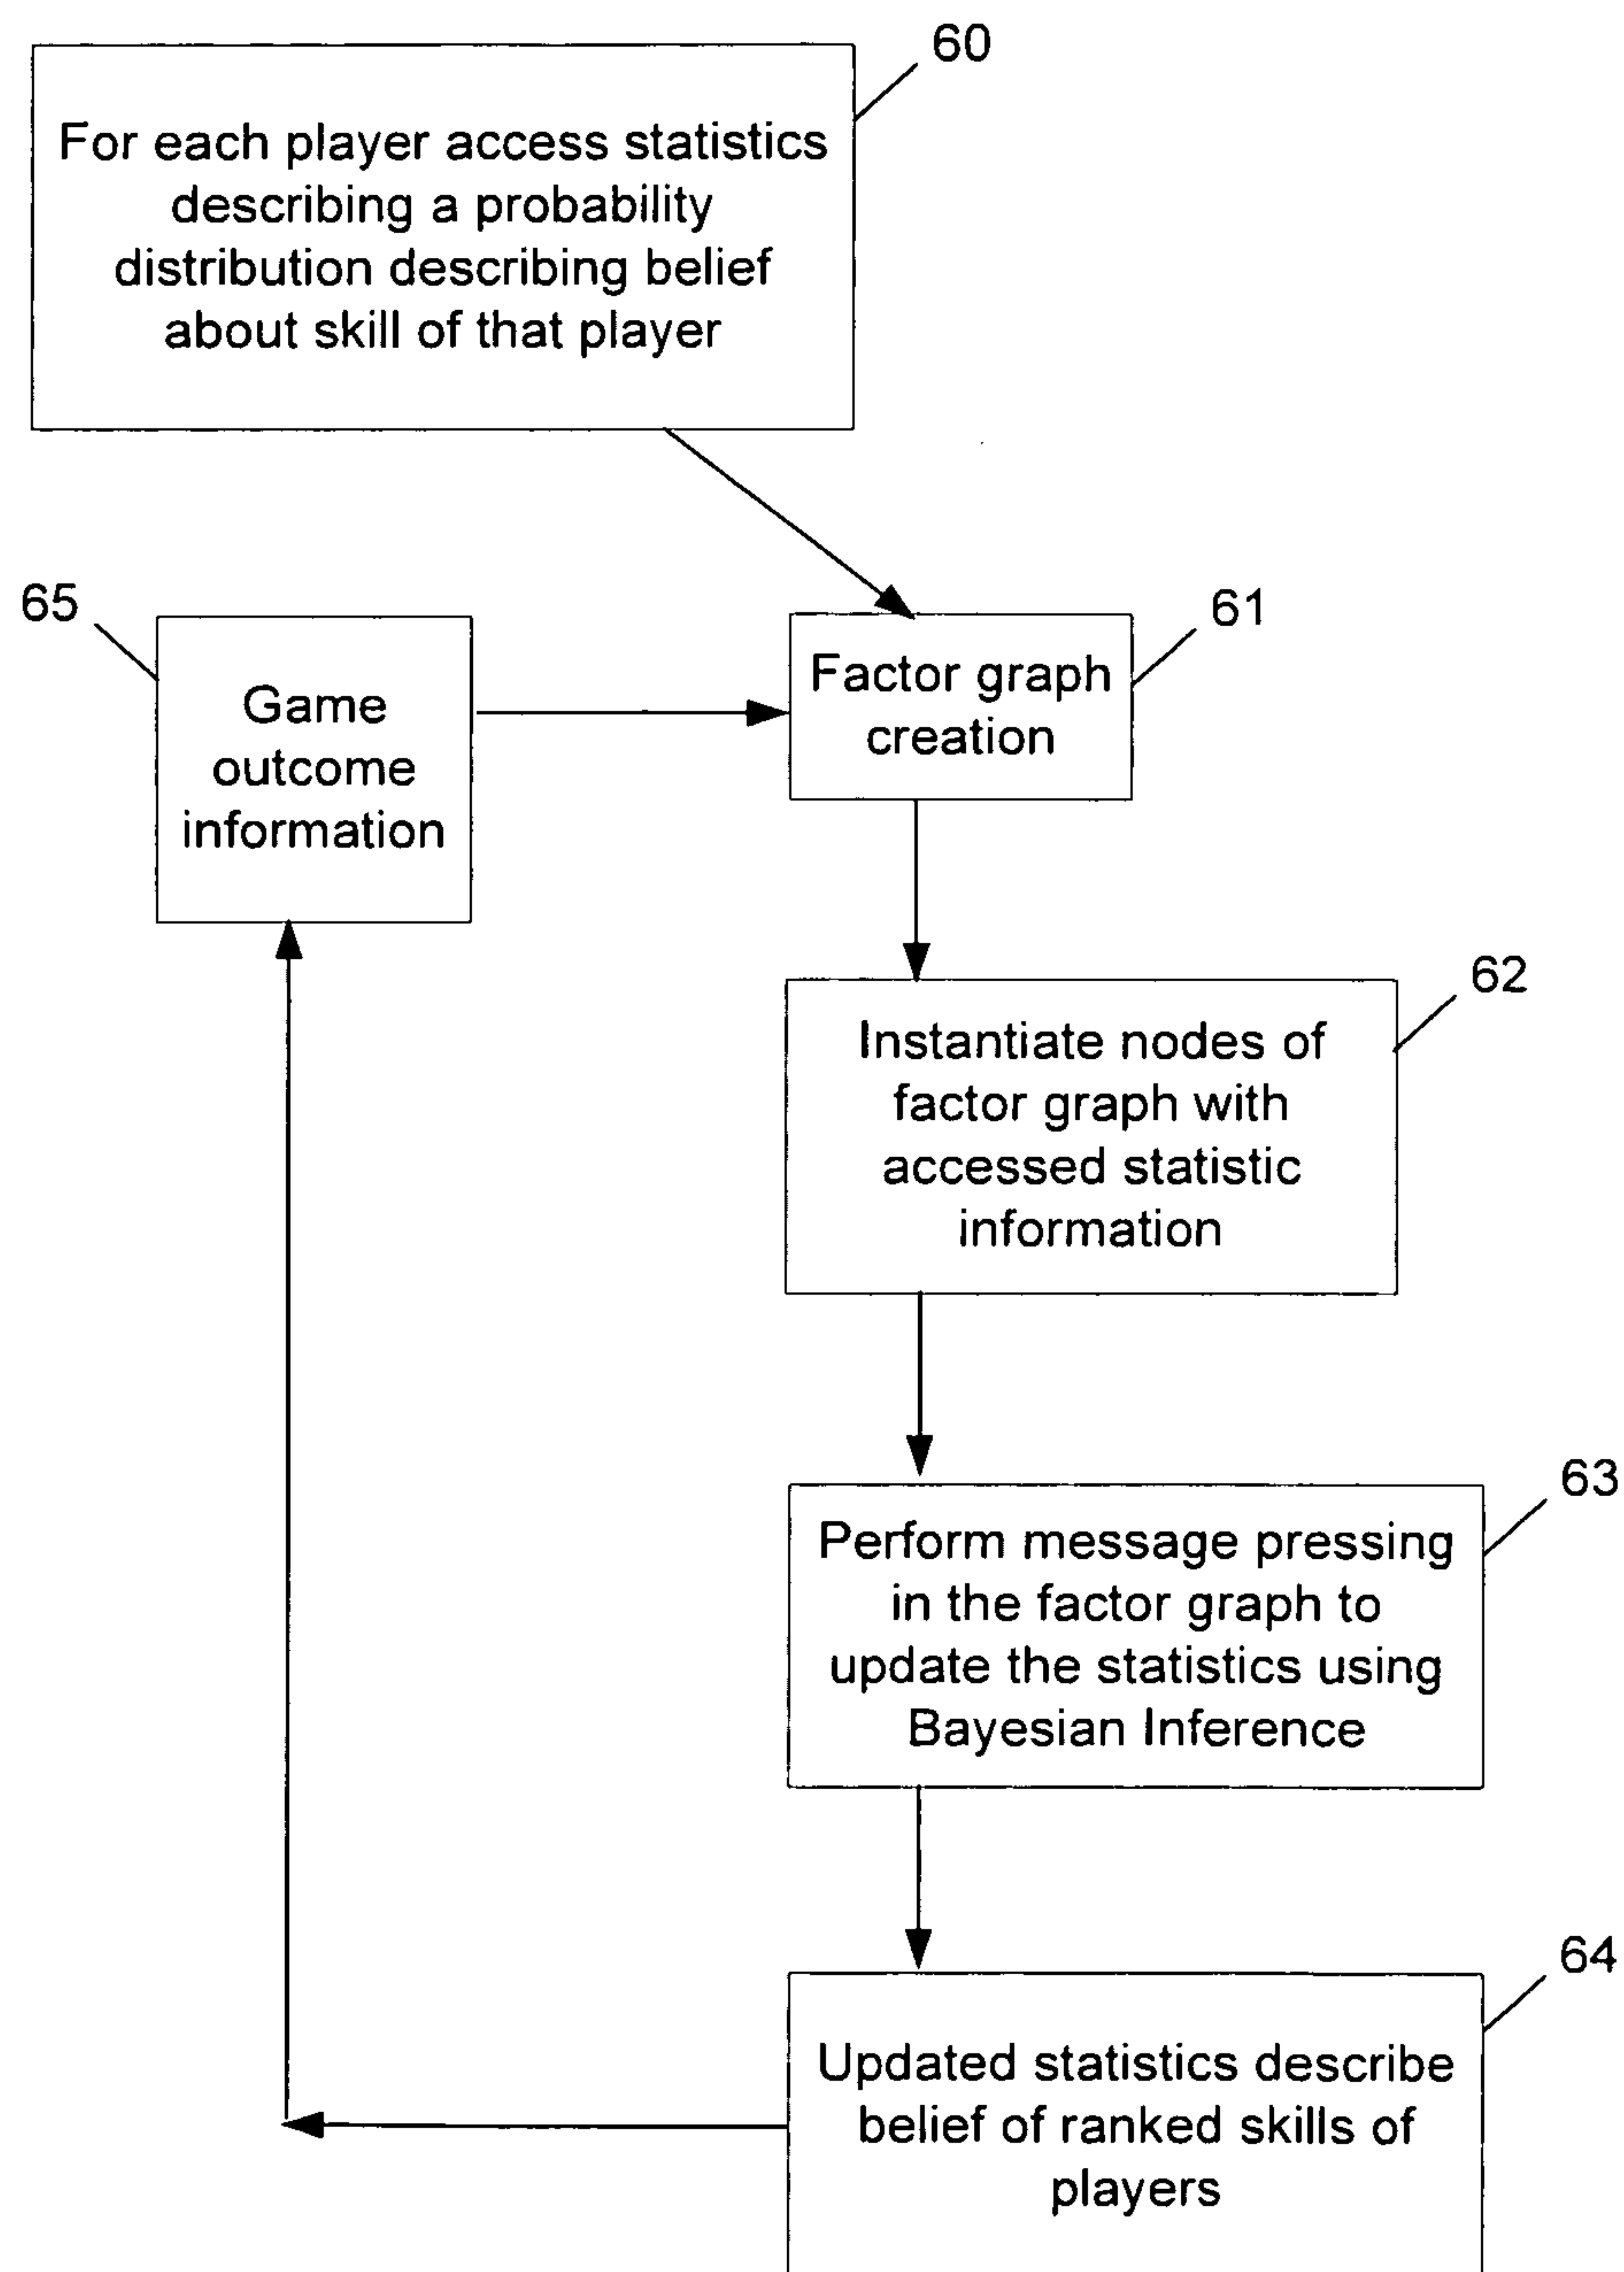 60
For each player access statistics
describing a probability
distribution describing belief
about skill of that player
65
Game
outcome
information
61
Factor graph
creation
62
Instantiate nodes of
factor graph with
accessed statistic
information
63
Perform message pressing
in the factor graph to
update the statistics using
Bayesian Inference
64
Updated statistics describe
belief of ranked skills of
players